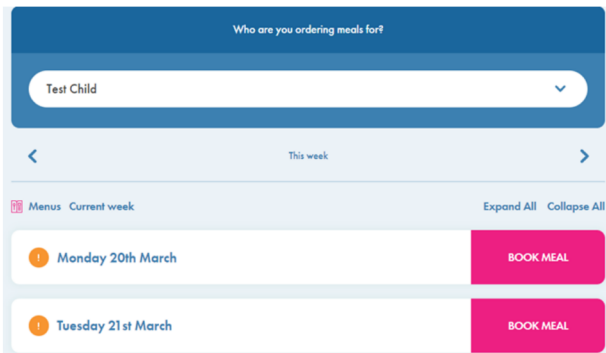 Who are you ordering meals for?
Test Child
This week
Menus Current week Expand All Collapse All
! Monday 20th March BOOK MEAL
! Tuesday 21st March BOOK MEAL